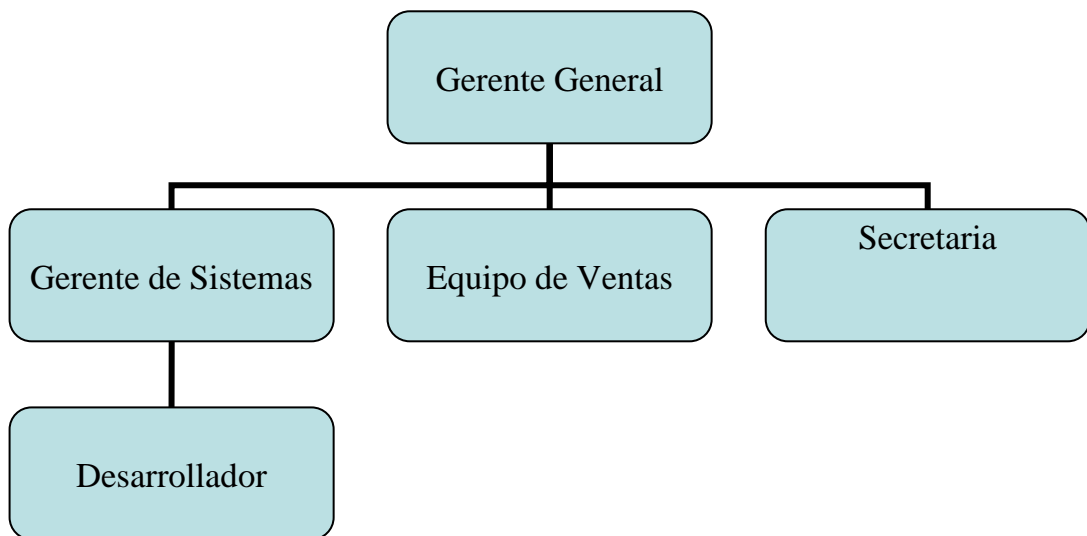 Gerente General
Gerente de Sistemas
Equipo de Ventas
Secretaria
Desarrollador